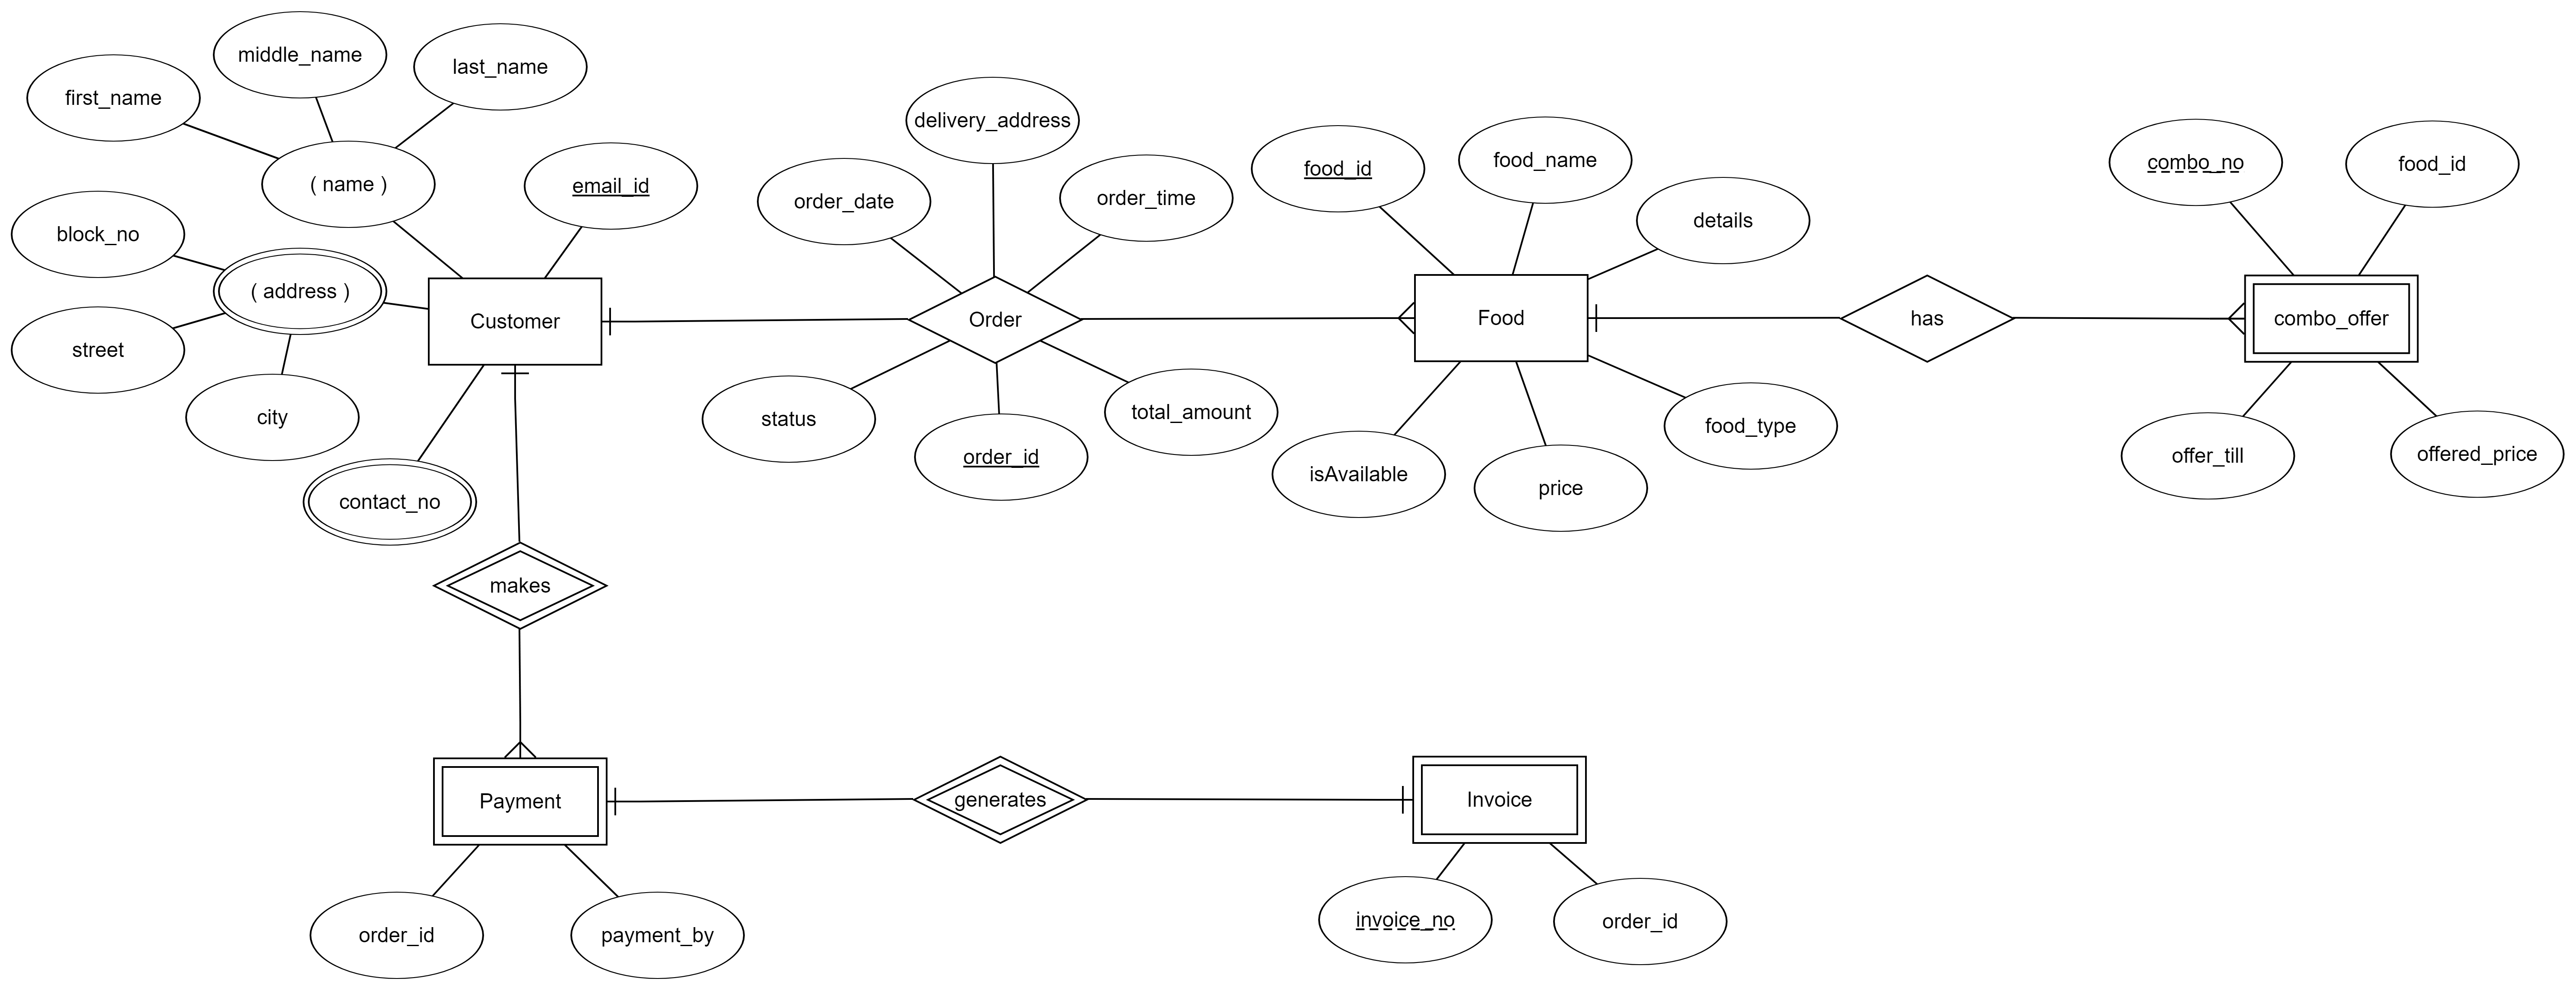 middle_name
last_name
first_name
( name )
email_id
block_no
( address )
street
city
contact_no
Customer
delivery_address
order_date
order_time
Order
status
order_id
total_amount
food_id
food_name
details
Food
isAvailable
price
food_type
has
combo_no
food_id
combo_offer
offer_till
offered_price
makes
Payment
order_id
payment_by
generates
Invoice
invoice_no
order_id